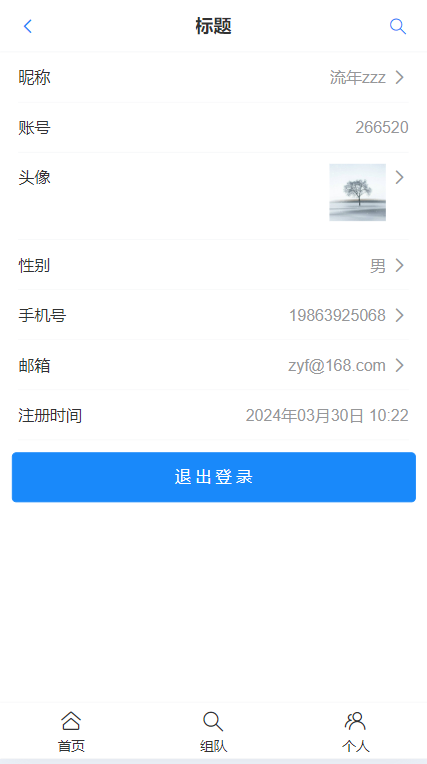 标题
昵称 流年zzz
账号 266520
头像
性别 男
手机号 19863925068
邮箱 zyf@168.com
注册时间 2024年03月30日 10:22
退出登录
首页 组队 个人